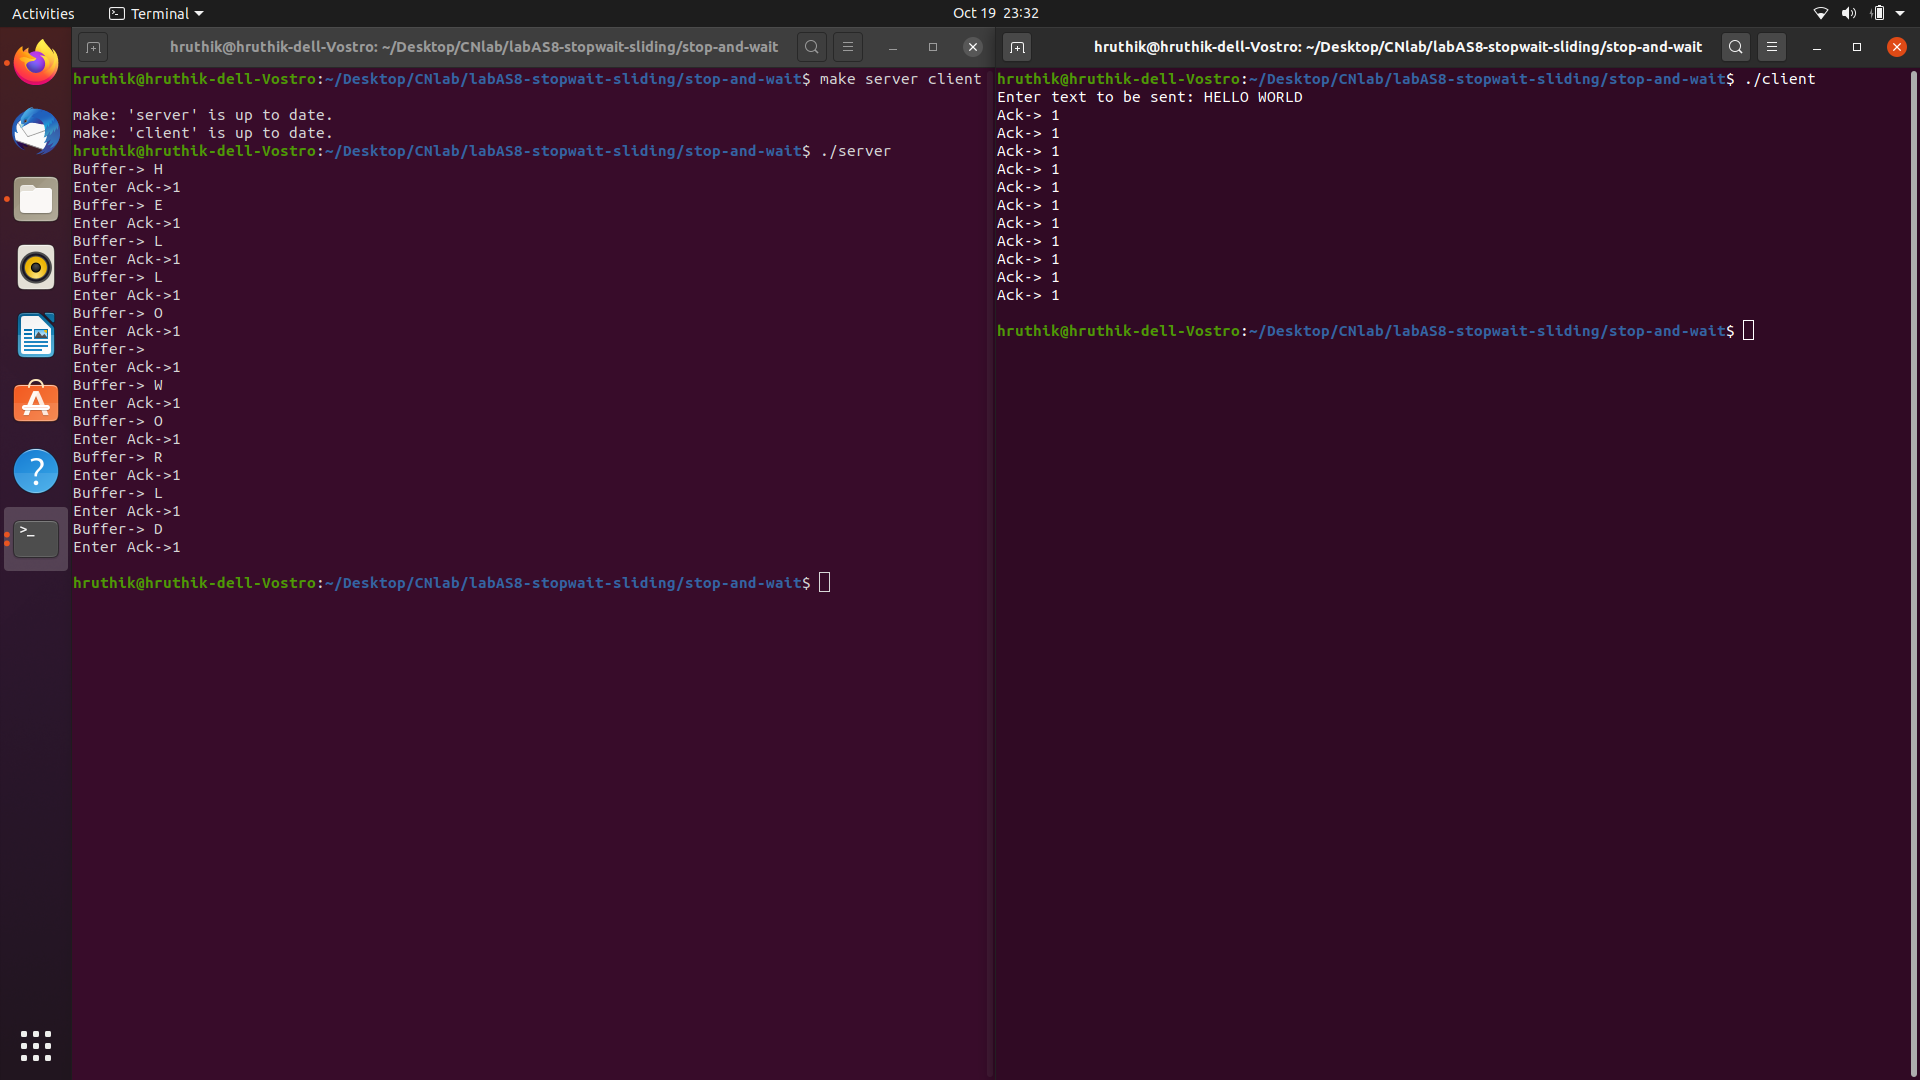 Activities
Terminal
Oct 19 23:32
hruthik@hruthik-dell-Vostro: ~/Desktop/CNlab/labAS8-stopwait-sliding/stop-and-wait
hruthik@hruthik-dell-Vostro:~/Desktop/CNlab/labAS8-stopwait-sliding/stop-and-wait$ make server client
make: 'server' is up to date.
make: 'client' is up to date.
hruthik@hruthik-dell-Vostro:~/Desktop/CNlab/labAS8-stopwait-sliding/stop-and-wait$ ./server
Buffer-> H
Enter Ack->1
Buffer-> E
Enter Ack->1
Buffer-> L
Enter Ack->1
Buffer-> L
Enter Ack->1
Buffer-> O
Enter Ack->1
Buffer->
Enter Ack->1
Buffer-> W
Enter Ack->1
Buffer-> O
Enter Ack->1
Buffer-> R
Enter Ack->1
Buffer-> L
Enter Ack->1
Buffer-> D
Enter Ack->1
hruthik@hruthik-dell-Vostro:~/Desktop/CNlab/labAS8-stopwait-sliding/stop-and-wait$
hruthik@hruthik-dell-Vostro: ~/Desktop/CNlab/labAS8-stopwait-sliding/stop-and-wait
hruthik@hruthik-dell-Vostro:~/Desktop/CNlab/labAS8-stopwait-sliding/stop-and-wait$ ./client
Enter text to be sent: HELLO WORLD
Ack-> 1
Ack-> 1
Ack-> 1
Ack-> 1
Ack-> 1
Ack-> 1
Ack-> 1
Ack-> 1
Ack-> 1
Ack-> 1
Ack-> 1
hruthik@hruthik-dell-Vostro:~/Desktop/CNlab/labAS8-stopwait-sliding/stop-and-wait$